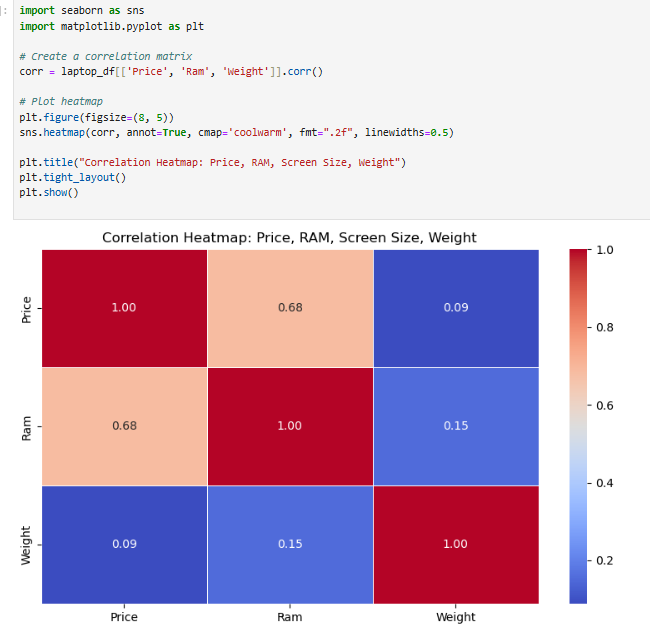 ]:
import seaborn as sns
import matplotlib.pyplot as plt
# Create a correlation matrix
corr = laptop_df[['Price', 'Ram', 'Weight']].corr()
# Plot heatmap
plt.figure(figsize=(8, 5))
sns.heatmap(corr, annot=True, cmap='coolwarm', fmt=".2f", linewidths=0.5)
plt.title("Correlation Heatmap: Price, RAM, Screen Size, Weight")
plt.tight_layout()
plt.show()
Correlation Heatmap: Price, RAM, Screen Size, Weight
Price
1.00 0.68 0.09
Ram
0.68 1.00 0.15
Weight
0.09 0.15 1.00
Price Ram Weight
1.0
0.8
0.6
0.4
0.2